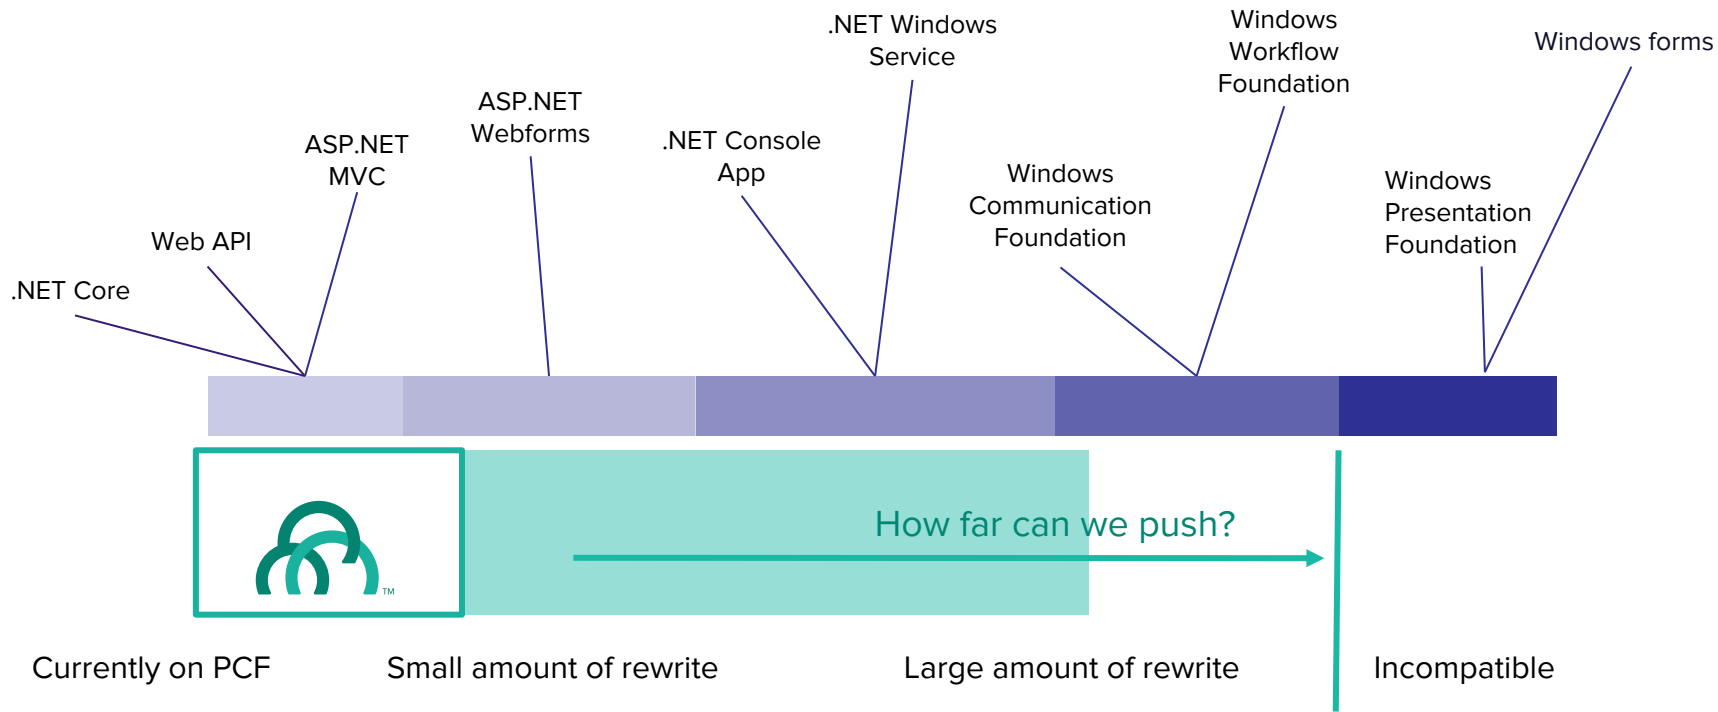 .NET Core
Web API
ASP.NET
MVC
ASP.NET
Webforms
.NET Console
App
.NET Windows
Service
Windows
Communication
Foundation
Windows
Workflow
Foundation
Windows
Presentation
Foundation
Windows forms
How far can we push?
TM
Currently on PCF
Small amount of rewrite
Large amount of rewrite
Incompatible